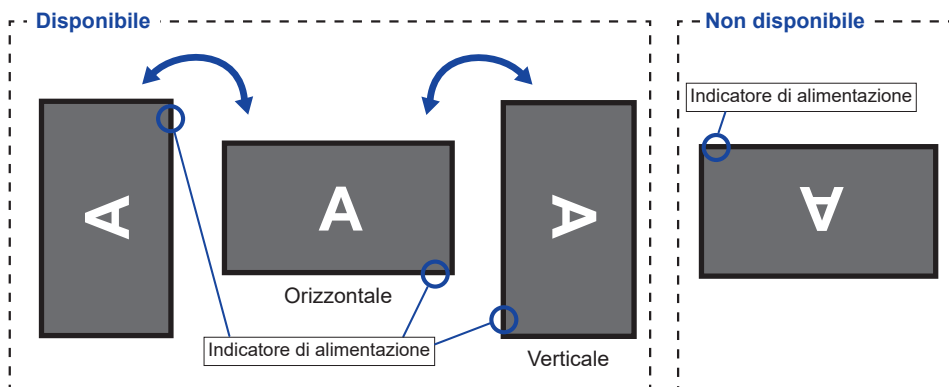 Disponibile
Non disponibile
Indicatore di alimentazione
A
A
A
A
Orizzontale
Indicatore di alimentazione
Verticale